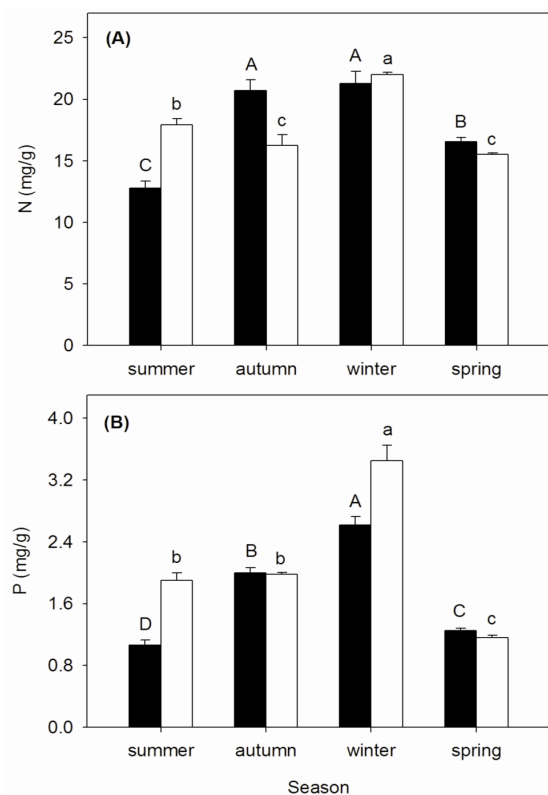 (A)
N (mg/g)
25
20
15
10
5
0
C
b
A
c
A
a
B
c
summer autumn winter spring
(B)
P (mg/g)
4.0
3.2
2.4
1.6
0.8
0.0
D
b
B
b
A
a
C
c
summer autumn winter spring
Season